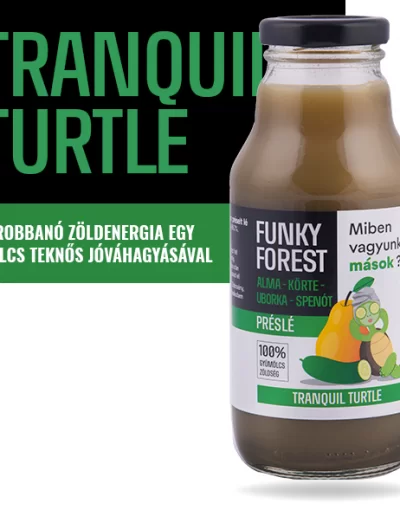 TRANQUIL
TURTLE
ROBBANÓ ZÖLDENERGIA EGY
LCS TEKNŐS JÓVÁHAGYÁSÁVAL
FUNKY
FOREST
ALMA - KÖRTE -
UBORKA - SPENÓT
PRÉSLÉ
100%
GYÜMÖLCS
ZÖLDSÉG
Miben
vagyunk
mások?
TRANQUIL TURTLE